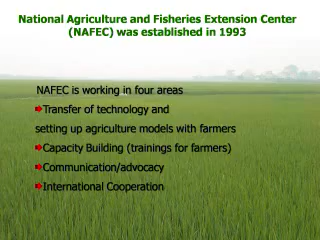 National Agriculture and Fisheries Extension Center
(NAFEC) was established in 1993
NAFEC is working in four areas
Transfer of technology and
setting up agriculture models with farmers
Capacity Building (trainings for farmers)
Communication/advocacy
International Cooperation